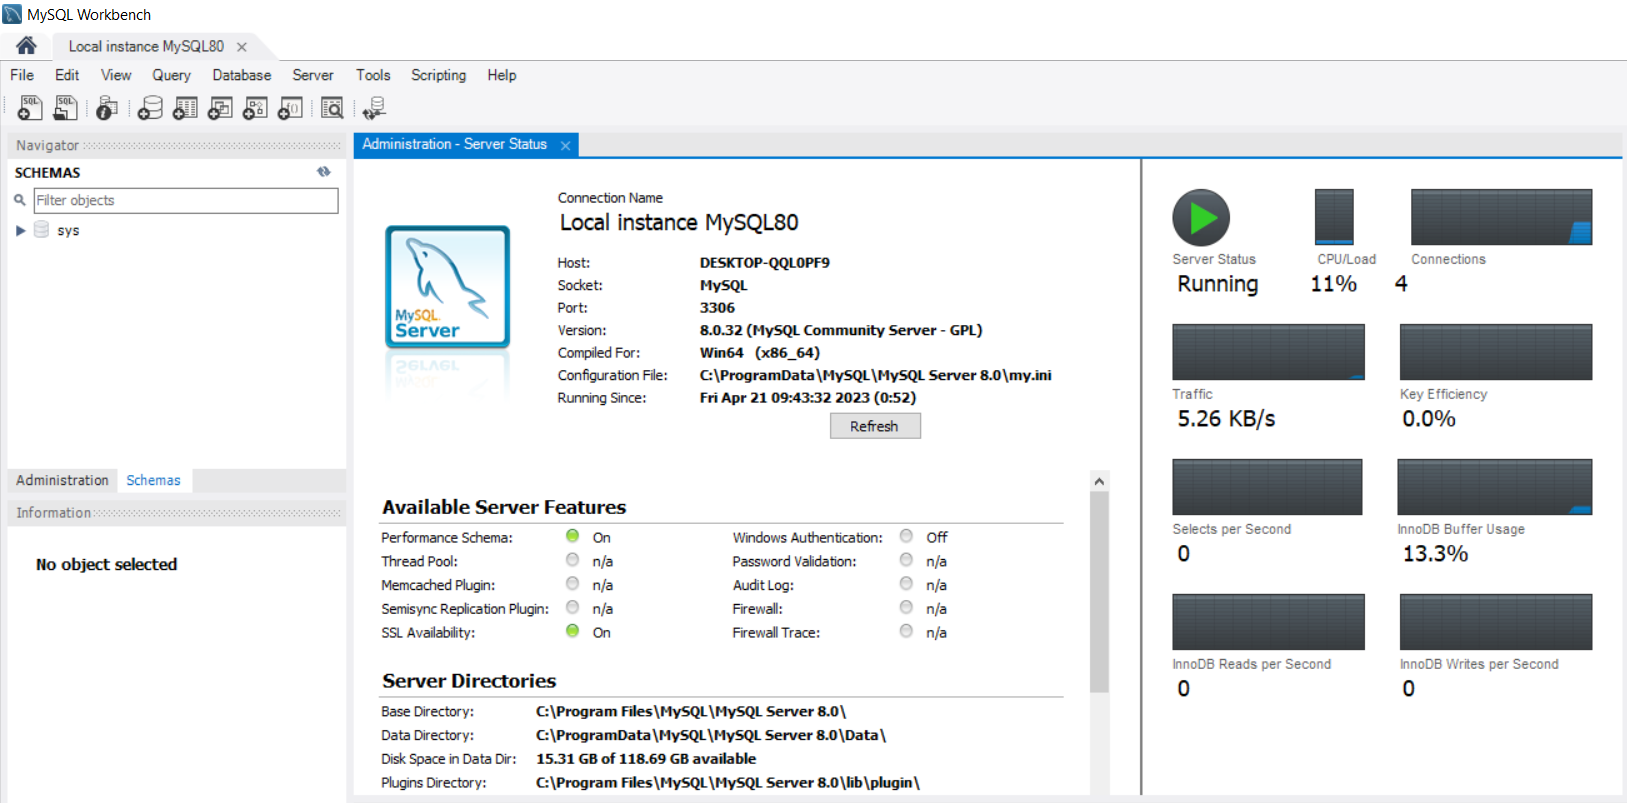 MySQL Workbench
Local instance MySQL80
File Edit View Query Database Server Tools Scripting Help
Navigator
SCHEMAS
Filter objects
sys
Administration Schemas
Information
No object selected
Administration - Server Status
MySQL
Server
Connection Name
Local instance MySQL80
Host: DESKTOP-QQL0PF9
Socket: MySQL
Port: 3306
Version: 8.0.32 (MySQL Community Server - GPL)
Compiled For: Win64 (x86_64)
Configuration File: C:\ProgramData\MySQL\MySQL Server 8.0\my.ini
Running Since: Fri Apr 21 09:43:32 2023 (0:52)
Refresh
Available Server Features
Performance Schema: On Windows Authentication: Off
Thread Pool: n/a Password Validation: n/a
Memcached Plugin: n/a Audit Log: n/a
Semisync Replication Plugin: n/a Firewall: n/a
SSL Availability: On Firewall Trace: n/a
Server Directories
Base Directory: C:\Program Files\MySQL\MySQL Server 8.0\
Data Directory: C:\ProgramData\MySQL\MySQL Server 8.0\Data\
Disk Space in Data Dir: 15.31 GB of 118.69 GB available
Plugins Directory: C:\Program Files\MySQL\MySQL Server 8.0\lib\plugin\
Server Status CPU/Load Connections
Running 11% 4
Traffic Key Efficiency
5.26 KB/s 0.0%
Selects per Second InnoDB Buffer Usage
0 13.3%
InnoDB Reads per Second InnoDB Writes per Second
0 0